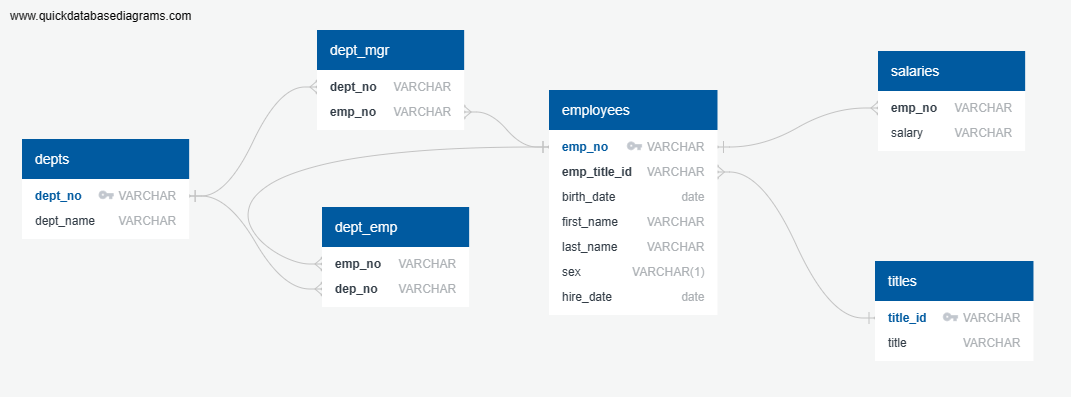 www.quickdatabasediagrams.com
depts
dept_no VARCHAR
dept_name VARCHAR
dept_mgr
dept_no VARCHAR
emp_no VARCHAR
dept_emp
emp_no VARCHAR
dep_no VARCHAR
employees
emp_no VARCHAR
emp_title_id VARCHAR
birth_date date
first_name VARCHAR
last_name VARCHAR
sex VARCHAR(1)
hire_date date
salaries
emp_no VARCHAR
salary VARCHAR
titles
title_id VARCHAR
title VARCHAR